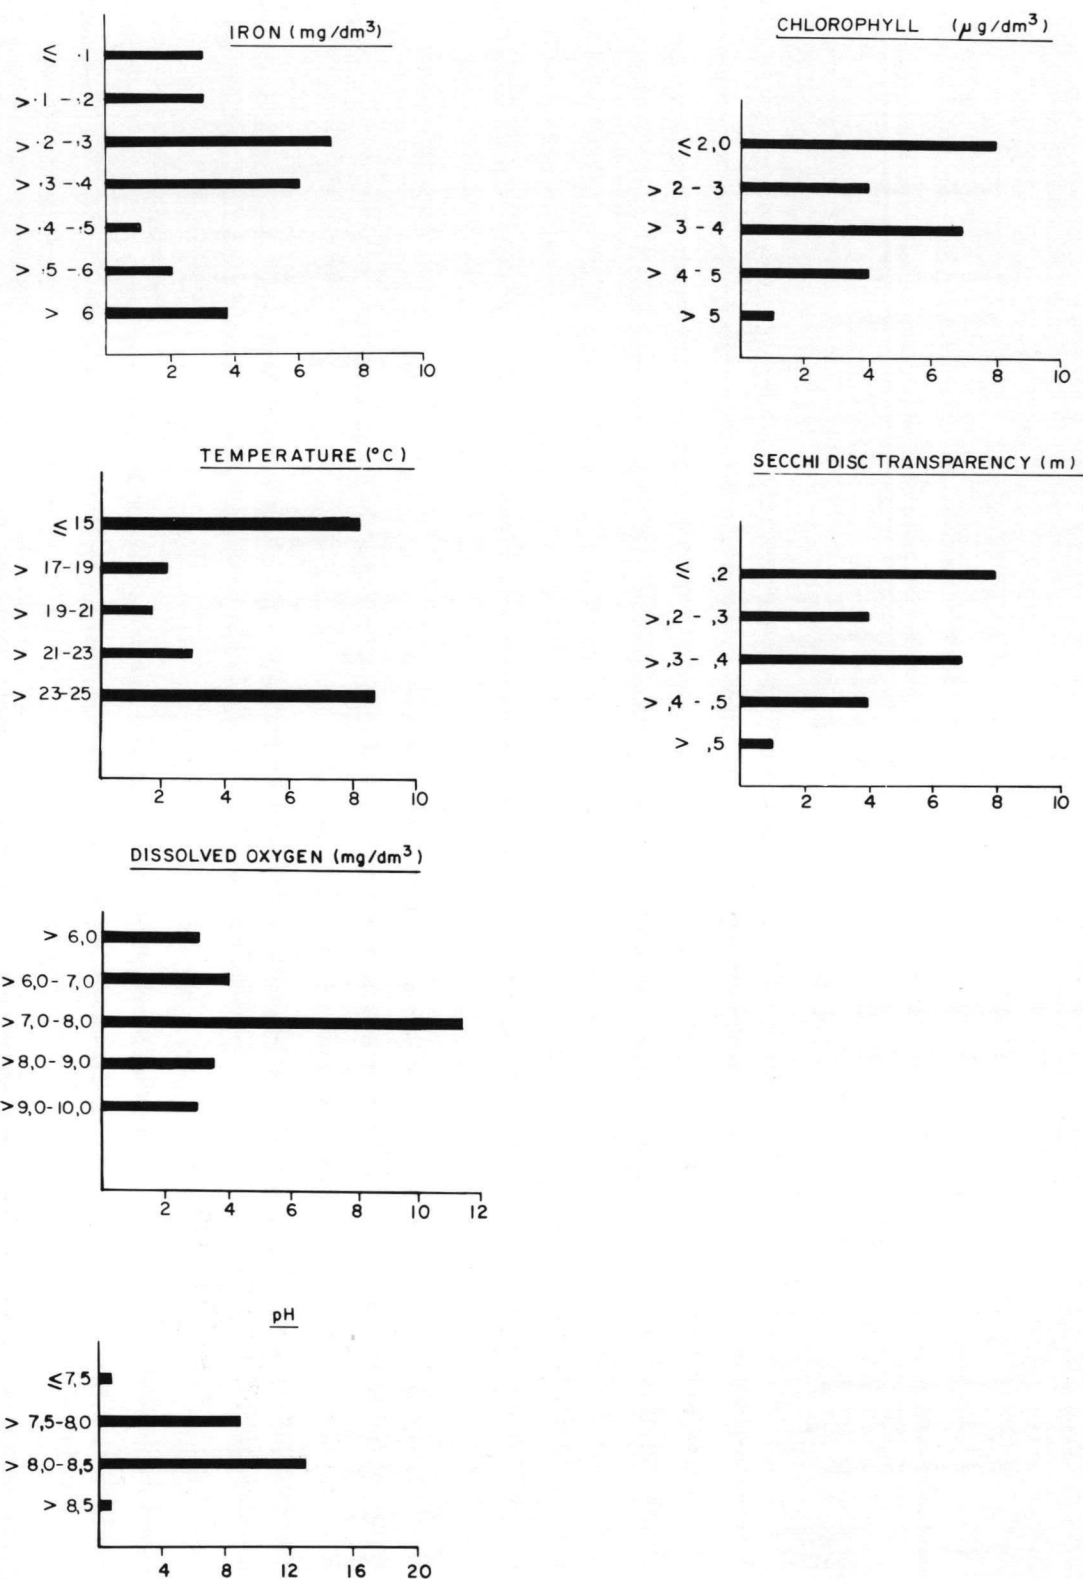 IRON (mg/dm³)
≤ ·1
> ·1 - ·2
> ·2 - ·3
> ·3 - ·4
> ·4 - ·5
> ·5 - ·6
> 6
2 4 6 8 10
CHLOROPHYLL (μg/dm³)
≤ 2,0
> 2 - 3
> 3 - 4
> 4 - 5
> 5
2 4 6 8 10
TEMPERATURE (°C)
≤ 15
> 17-19
> 19-21
> 21-23
> 23-25
2 4 6 8 10
SECCHI DISC TRANSPARENCY (m)
≤ ,2
> ,2 - ,3
> ,3 - ,4
> ,4 - ,5
> ,5
2 4 6 8 10
DISSOLVED OXYGEN (mg/dm³)
> 6,0
> 6,0 - 7,0
> 7,0 - 8,0
> 8,0 - 9,0
> 9,0 - 10,0
2 4 6 8 10 12
pH
≤ 7,5
> 7,5-8,0
> 8,0-8,5
> 8,5
4 8 12 16 20